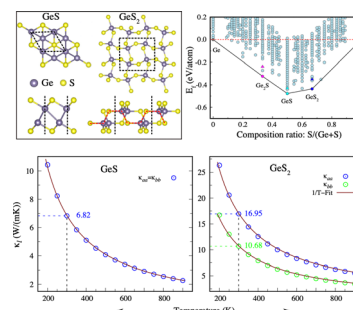 GeS
GeS2
Ge
S
0.2
0.0
-0.2
-0.4
-0.6
Ef (eV/atom)
Ge
Ge2S
GeS
GeS2
0
0.2
0.4
0.6
0.8
Composition ratio: S/(Ge+S)
GeS
κaa=κbb
6.82
10
8
6
4
2
κl (W/(mK))
200
400
600
800
GeS2
κaa
κbb
1/T−Fit
16.95
10.68
25
20
15
10
5
200
400
600
800
Temperature (K)